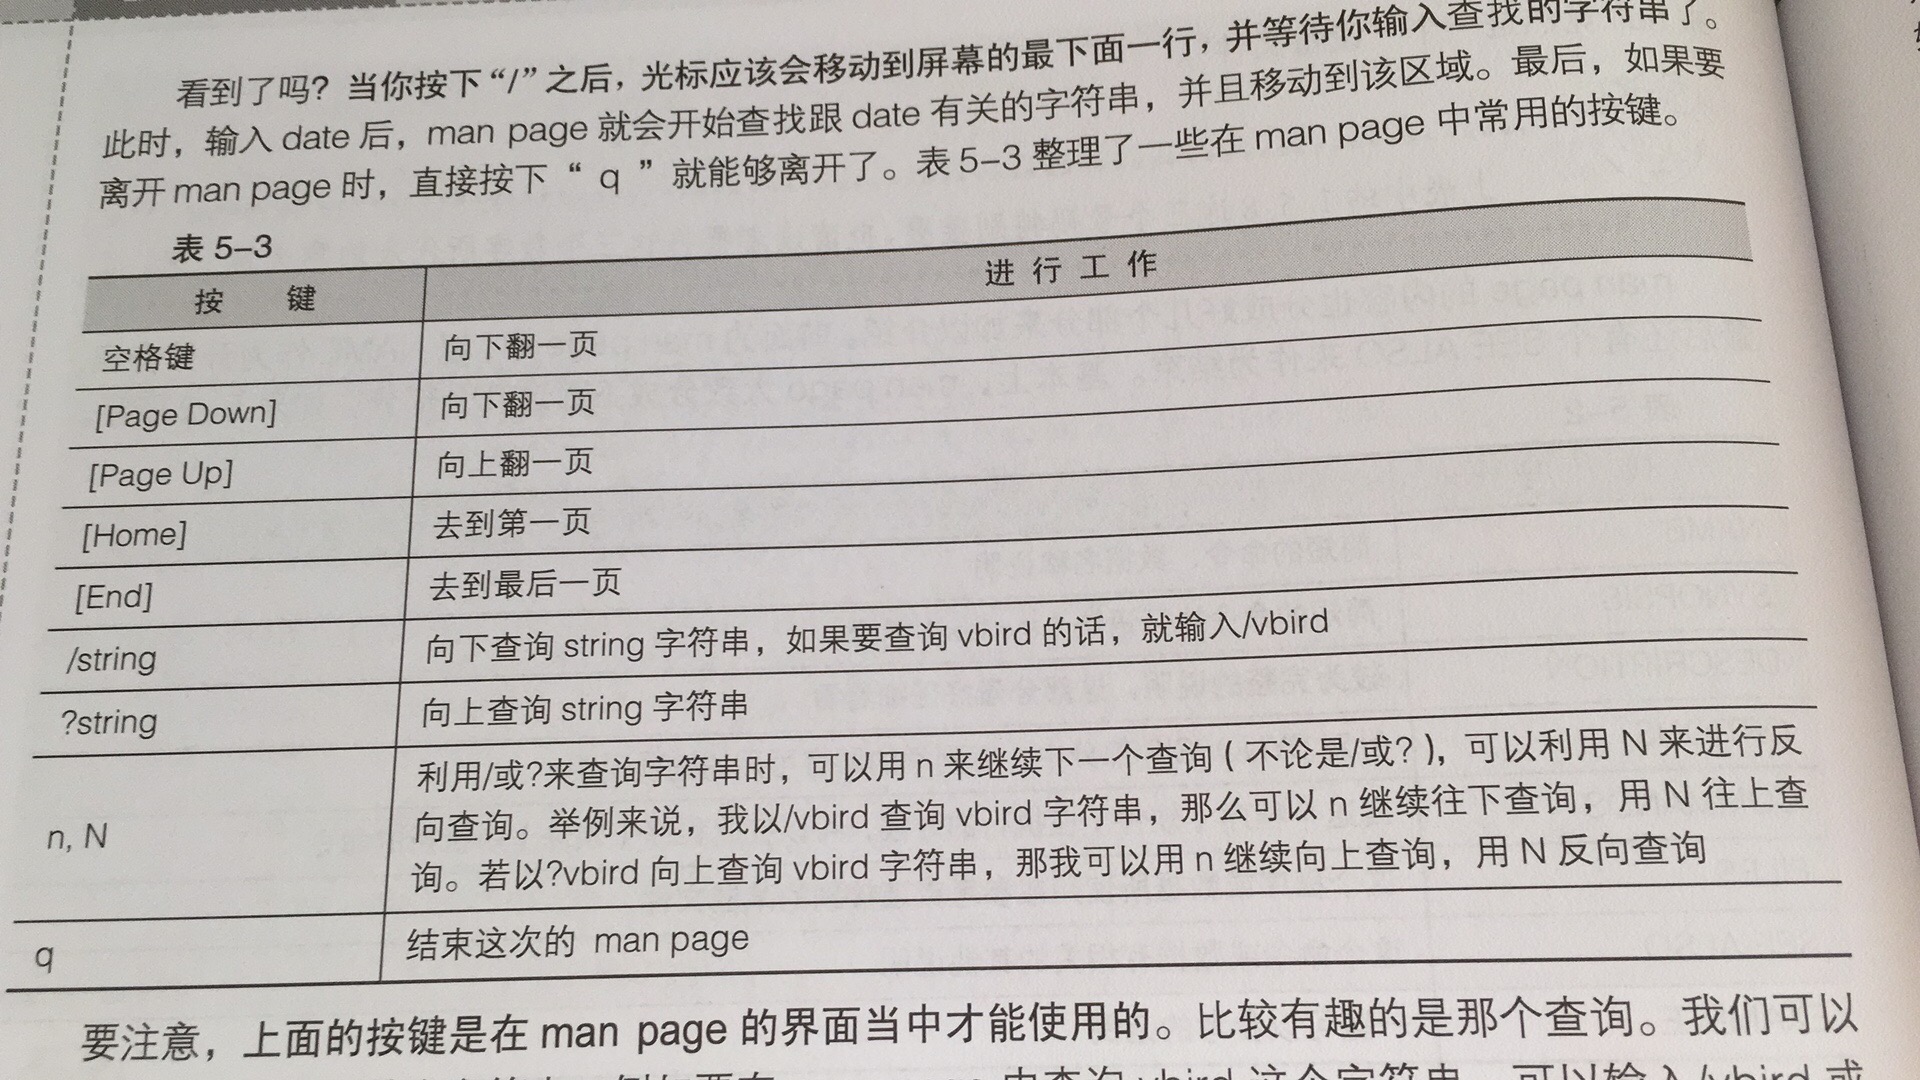 看到了吗？当你按下“/”之后，光标应该会移动到屏幕的最下面一行，并等待你输入查找的字符串了。
此时，输入 date 后，man page 就会开始查找跟 date 有关的字符串，并且移动到该区域。最后，如果要
离开 man page 时，直接按下“ q ”就能够离开了。表 5-3 整理了一些在 man page 中常用的按键。
表 5-3
按 键 进 行 工 作
空格键 向下翻一页
[Page Down] 向下翻一页
[Page Up] 向上翻一页
[Home] 去到第一页
[End] 去到最后一页
/string 向下查询 string 字符串，如果要查询 vbird 的话，就输入/vbird
?string 向上查询 string 字符串
n, N 利用/或?来查询字符串时，可以用 n 来继续下一个查询（不论是/或？），可以利用 N 来进行反
向查询。举例来说，我以/vbird 查询 vbird 字符串，那么可以 n 继续往下查询，用 N 往上查
询。若以?vbird 向上查询 vbird 字符串，那我可以用 n 继续向上查询，用 N 反向查询
q 结束这次的 man page
要注意，上面的按键是在 man page 的界面当中才能使用的。比较有趣的是那个查询。我们可以
中查询 vbird 这个字符串，可以输入 /vbird 或